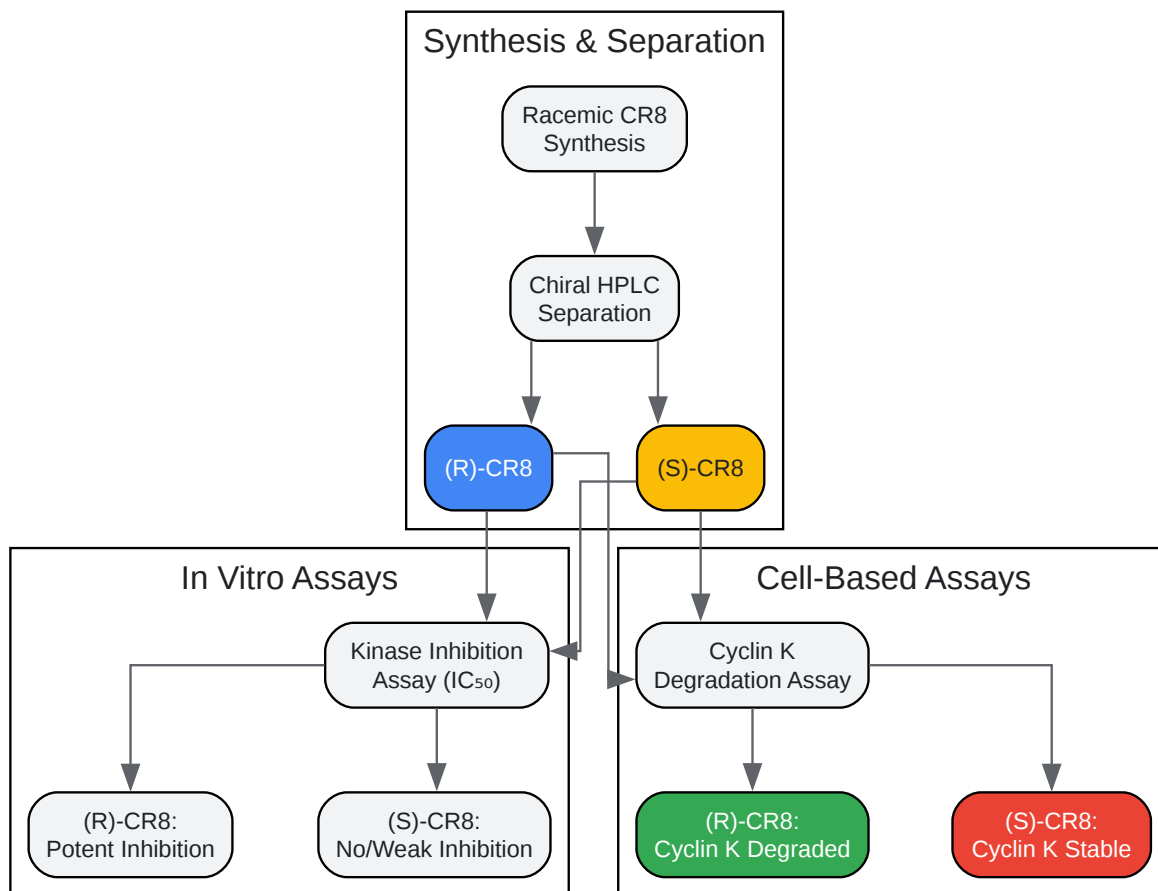 Synthesis & Separation
Racemic CR8
Synthesis
Chiral HPLC
Separation
(R)-CR8
(S)-CR8
In Vitro Assays
Kinase Inhibition
Assay (IC₅₀)
(R)-CR8:
Potent Inhibition
(S)-CR8:
No/Weak Inhibition
Cell-Based Assays
Cyclin K
Degradation Assay
(R)-CR8:
Cyclin K Degraded
(S)-CR8:
Cyclin K Stable